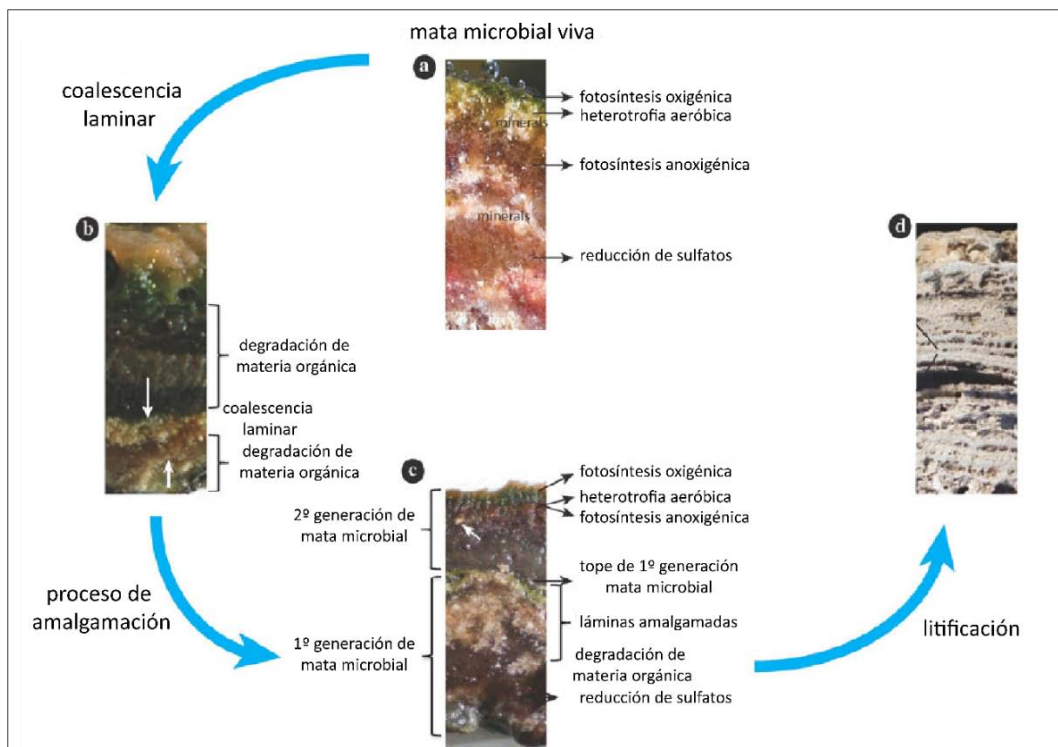 mata microbial viva
a
fotosíntesis oxigénica
heterotrofia aeróbica
minerals
fotosíntesis anoxigénica
minerals
reducción de sulfatos
coalescencia
laminar
b
degradación de
materia orgánica
coalescencia
laminar
degradación de
materia orgánica
proceso de
amalgamación
c
fotosíntesis oxigénica
heterotrofia aeróbica
fotosíntesis anoxigénica
2º generación de
mata microbial
tope de 1º generación
mata microbial
láminas amalgamadas
1º generación de
mata microbial
degradación de
materia orgánica
reducción de sulfatos
d
litificación